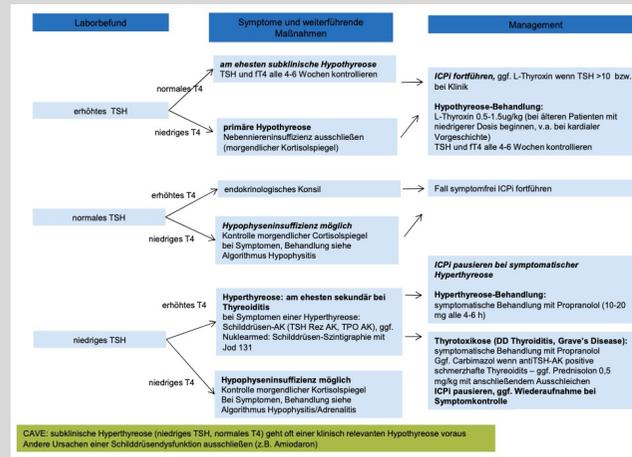 Laborbefund
Symptome und weiterführende
Maßnahmen
Management
erhöhtes TSH
normales T4
niedriges T4
am ehesten subklinische Hypothyreose
TSH und fT4 alle 4-6 Wochen kontrollieren
primäre Hypothyreose
Nebenniereninsuffizienz ausschließen
(morgendlicher Kortisolspiegel)
ICPi fortführen, ggf. L-Thyroxin wenn TSH >10 bzw.
bei Klinik
Hypothyreose-Behandlung:
L-Thyroxin 0.5-1.5ug/kg (bei älteren Patienten mit
niedrigerer Dosis beginnen, v.a. bei kardialer
Vorgeschichte)
TSH und fT4 alle 4-6 Wochen kontrollieren
normales TSH
erhöhtes T4
niedriges T4
endokrinologisches Konsil
Hypophyseninsuffizienz möglich
Kontrolle morgendlicher Cortisolspiegel
bei Symptomen, Behandlung siehe
Algorithmus Hypophysitis
Fall symptomfrei ICPi fortführen
niedriges TSH
erhöhtes T4
niedriges T4
Hyperthyreose: am ehesten sekundär bei
Thyreoiditis
bei Symptomen einer Hyperthyreose:
Schilddrüsen-AK (TSH Rez AK, TPO AK), ggf.
Nuklearmed: Schilddrüsen-Szintigraphie mit
Jod 131
Hypophyseninsuffizienz möglich
Kontrolle morgendlicher Kortisolspiegel
Bei Symptomen, Behandlung siehe
Algorithmus Hypophysitis/Adrenalitis
ICPi pausieren bei symptomatischer
Hyperthyreose
Hyperthyreose-Behandlung:
symptomatische Behandlung mit Propranolol (10-20
mg alle 4-6 h)
Thyrotoxikose (DD Thyroiditis, Grave's Disease):
symptomatische Behandlung mit Propranolol
Ggf. Carbimazol wenn antiTSH-AK positive
schmerzhafte Thyreoidits – ggf. Prednisolon 0,5
mg/kg mit anschließendem Ausschleichen
ICPi pausieren, ggf. Wiederaufnahme bei
Symptomkontrolle
CAVE: subklinische Hyperthyreose (niedriges TSH, normales T4) geht oft einer klinisch relevanten Hypothyreose voraus
Andere Ursachen einer Schilddrüsendysfunktion ausschließen (z.B. Amiodaron)